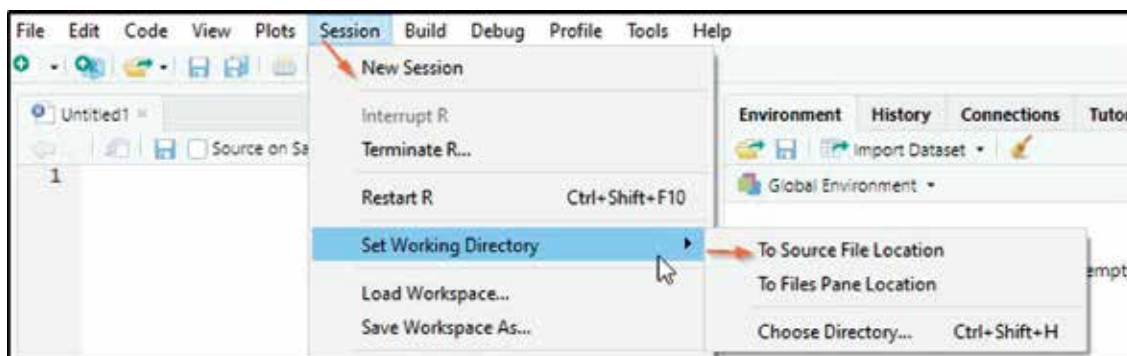 File Edit Code View Plots Session Build Debug Profile Tools Help
New Session
Untitled1
Interrupt R
Environment History Connections Tutor
Source on Sa
Terminate R...
Import Dataset
1
Restart R Ctrl+Shift+F10
Global Environment
Set Working Directory
To Source File Location
To Files Pane Location
empt
Load Workspace...
Save Workspace As...
Choose Directory... Ctrl+Shift+H